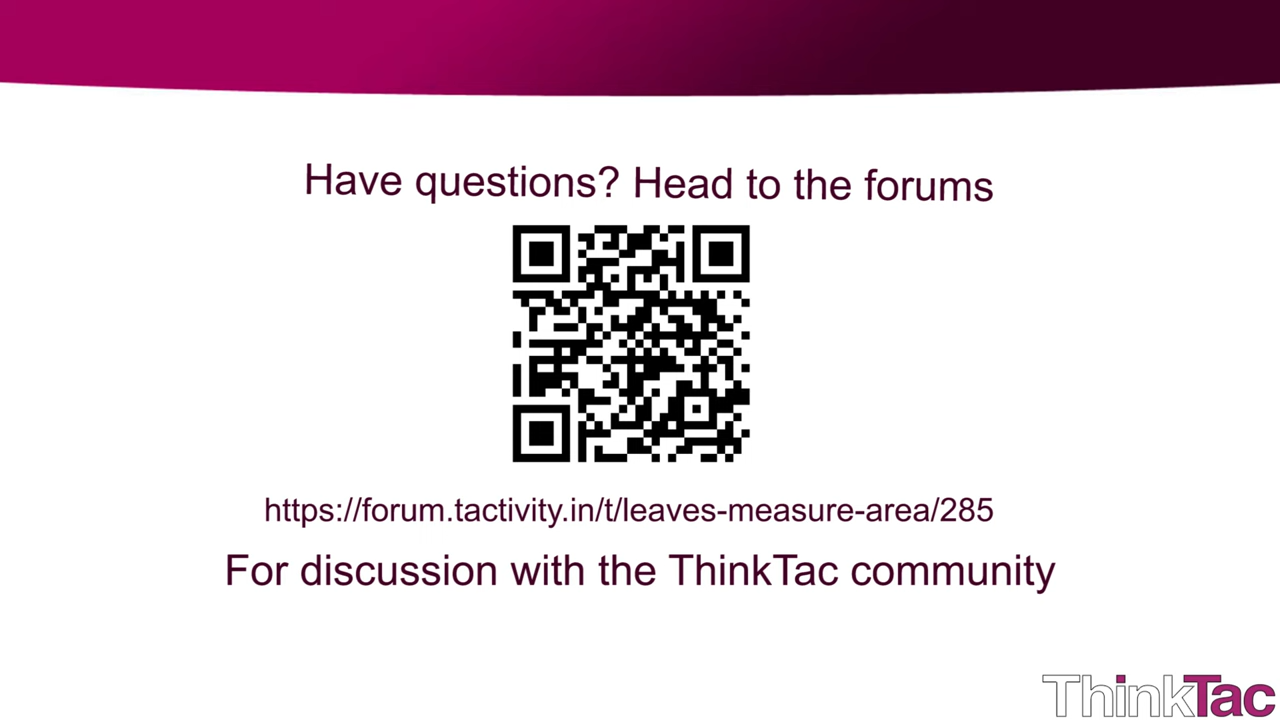 Have questions? Head to the forums
https://forum.tactivity.in/t/leaves-measure-area/285
For discussion with the ThinkTac community
ThinkTac